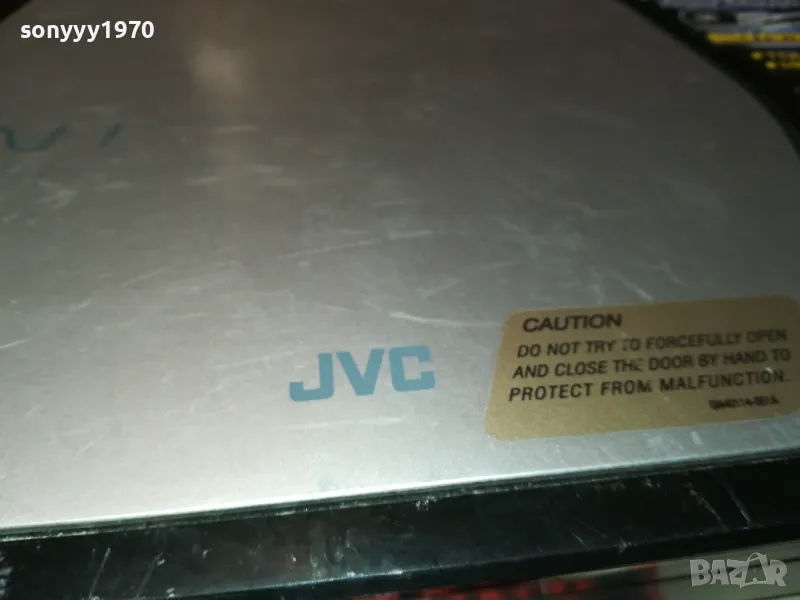 sonyyy1970
JVC
CAUTION
DO NOT TRY TO FORCEFULLY OPEN
AND CLOSE THE DOOR BY HAND TO
PROTECT FROM MALFUNCTION.
BAZAR